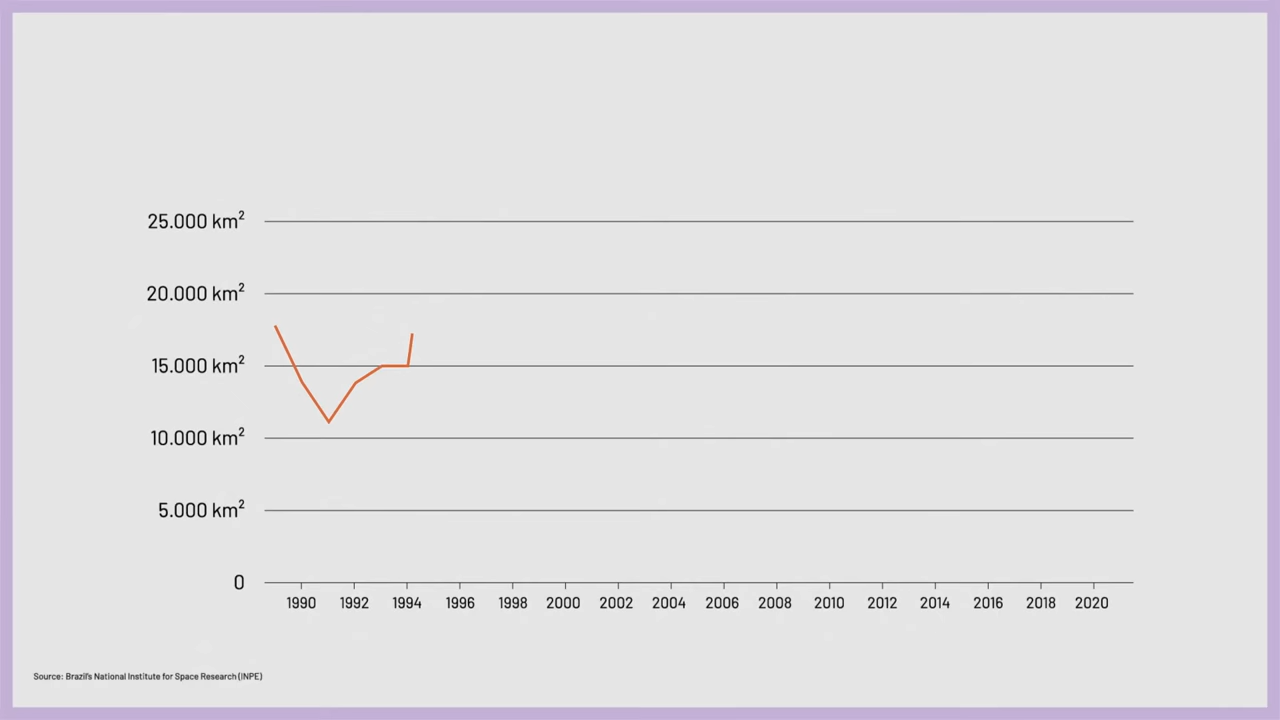 25.000 km²
20.000 km²
15.000 km²
10.000 km²
5.000 km²
0
1990 1992 1994 1996 1998 2000 2002 2004 2006 2008 2010 2012 2014 2016 2018 2020
Source: Brazil's National Institute for Space Research (INPE)